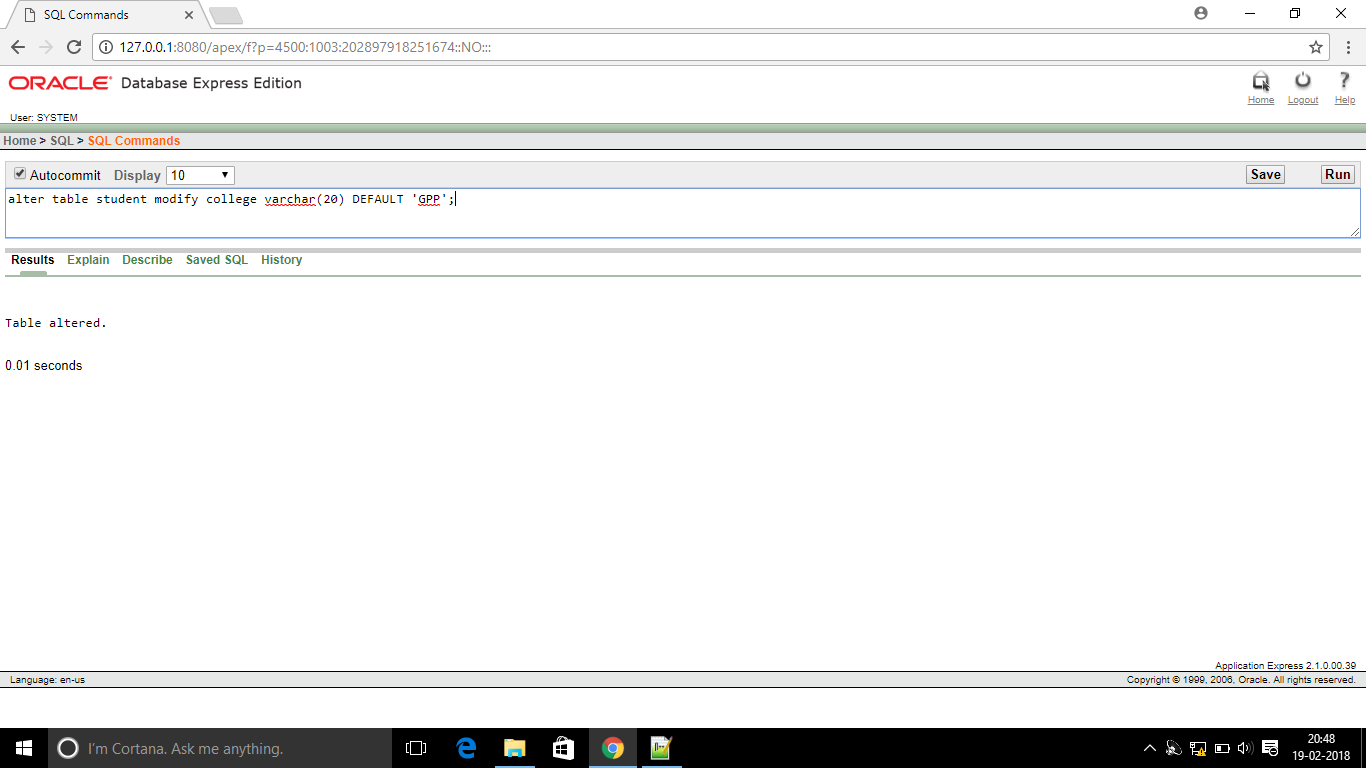 SQL Commands
127.0.0.1:8080/apex/f?p=4500:1003:202897918251674::NO:::
ORACLE Database Express Edition
Home Logout Help
User: SYSTEM
Home > SQL > SQL Commands
Autocommit Display 10 Save Run
alter table student modify college varchar(20) DEFAULT 'GPP';
Results Explain Describe Saved SQL History
Table altered.
0.01 seconds
Application Express 2.1.0.00.39
Language: en-us Copyright © 1999, 2006, Oracle. All rights reserved.
I'm Cortana. Ask me anything.
20:48
19-02-2018